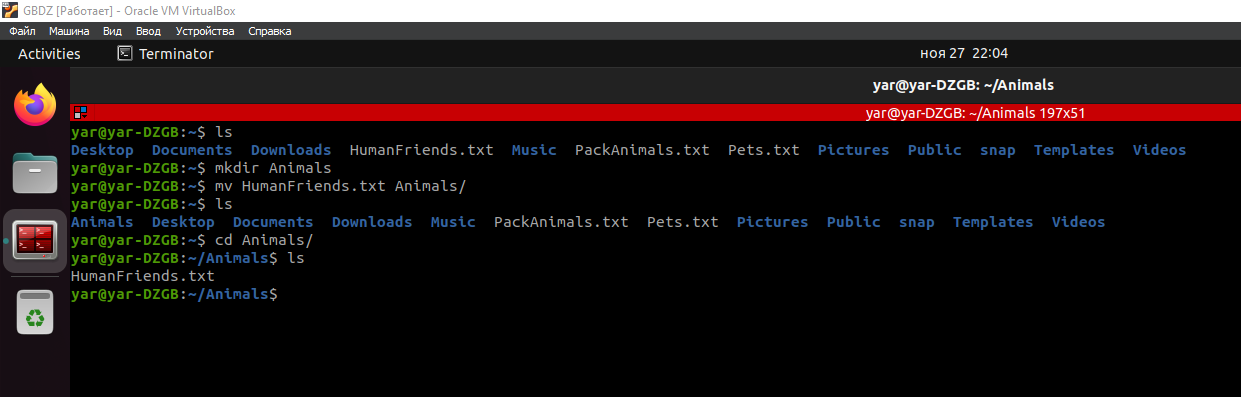 GBDZ [Работает] - Oracle VM VirtualBox
Файл Машина Вид Ввод Устройства Справка
Activities Terminator ноя 27 22:04
yar@yar-DZGB: ~/Animals
yar@yar-DZGB: ~/Animals 197x51
yar@yar-DZGB:~$ ls
Desktop Documents Downloads HumanFriends.txt Music PackAnimals.txt Pets.txt Pictures Public snap Templates Videos
yar@yar-DZGB:~$ mkdir Animals
yar@yar-DZGB:~$ mv HumanFriends.txt Animals/
yar@yar-DZGB:~$ ls
Animals Desktop Documents Downloads Music PackAnimals.txt Pets.txt Pictures Public snap Templates Videos
yar@yar-DZGB:~$ cd Animals/
yar@yar-DZGB:~/Animals$ ls
HumanFriends.txt
yar@yar-DZGB:~/Animals$